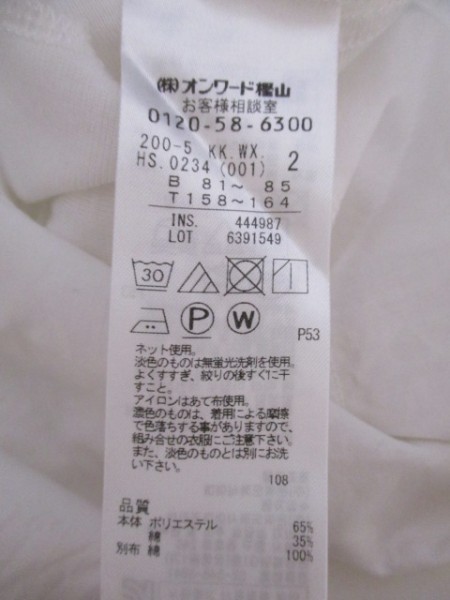 ㈱オンワード樫山
お客様相談室
0120-58-6300
200-5 KK.WX. 2
HS.0234(001)
B 81～ 85
T158～164
INS. 444987
LOT 6391549
30
P W
P53
ネット使用。
淡色のものは無蛍光洗剤を使用。
よくすすぎ、絞りの後すぐに干
すこと。
アイロンはあて布使用。
濃色のものは、着用による摩擦
で色落ちする事がありますので、
組み合せの衣服にご注意下さい。
また、淡色のものとは別にお洗
い下さい。
108
品質
本体 ポリエステル 65%
綿 35%
別布 綿 100%